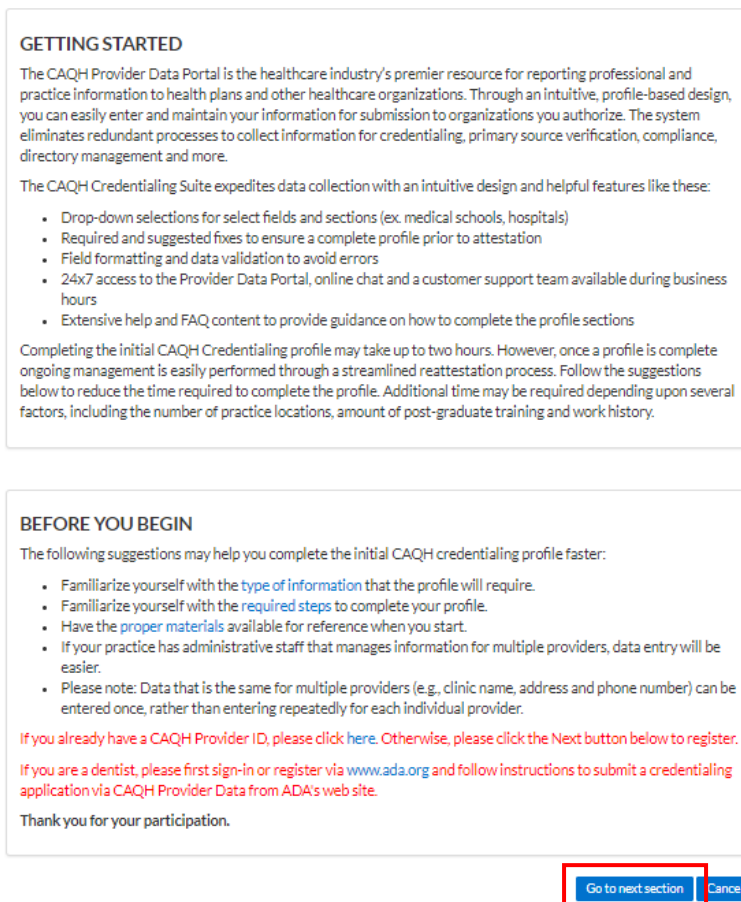 GETTING STARTED
The CAQH Provider Data Portal is the healthcare industry's premier resource for reporting professional and
practice information to health plans and other healthcare organizations. Through an intuitive, profile-based design,
you can easily enter and maintain your information for submission to organizations you authorize. The system
eliminates redundant processes to collect information for credentialing, primary source verification, compliance,
directory management and more.
The CAQH Credentialing Suite expedites data collection with an intuitive design and helpful features like these:
• Drop-down selections for select fields and sections (ex. medical schools, hospitals)
• Required and suggested fixes to ensure a complete profile prior to attestation
• Field formatting and data validation to avoid errors
• 24x7 access to the Provider Data Portal, online chat and a customer support team available during business
hours
• Extensive help and FAQ content to provide guidance on how to complete the profile sections
Completing the initial CAQH Credentialing profile may take up to two hours. However, once a profile is complete
ongoing management is easily performed through a streamlined reattestation process. Follow the suggestions
below to reduce the time required to complete the profile. Additional time may be required depending upon several
factors, including the number of practice locations, amount of post-graduate training and work history.
BEFORE YOU BEGIN
The following suggestions may help you complete the initial CAQH credentialing profile faster:
• Familiarize yourself with the type of information that the profile will require.
• Familiarize yourself with the required steps to complete your profile.
• Have the proper materials available for reference when you start.
• If your practice has administrative staff that manages information for multiple providers, data entry will be
easier.
• Please note: Data that is the same for multiple providers (e.g., clinic name, address and phone number) can be
entered once, rather than entering repeatedly for each individual provider.
If you already have a CAQH Provider ID, please click here. Otherwise, please click the Next button below to register.
If you are a dentist, please first sign-in or register via www.ada.org and follow instructions to submit a credentialing
application via CAQH Provider Data from ADA's web site.
Thank you for your participation.
Go to next section Cance